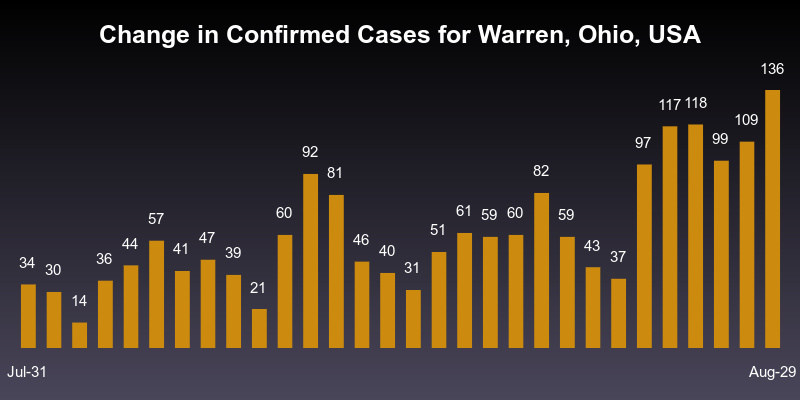 Change in Confirmed Cases for Warren, Ohio, USA
34 30 14 36 44 57 41 47 39 21 60 92 81 46 40 31 51 61 59 60 82 59 43 37 97 117 118 99 109 136
Jul-31 Aug-29